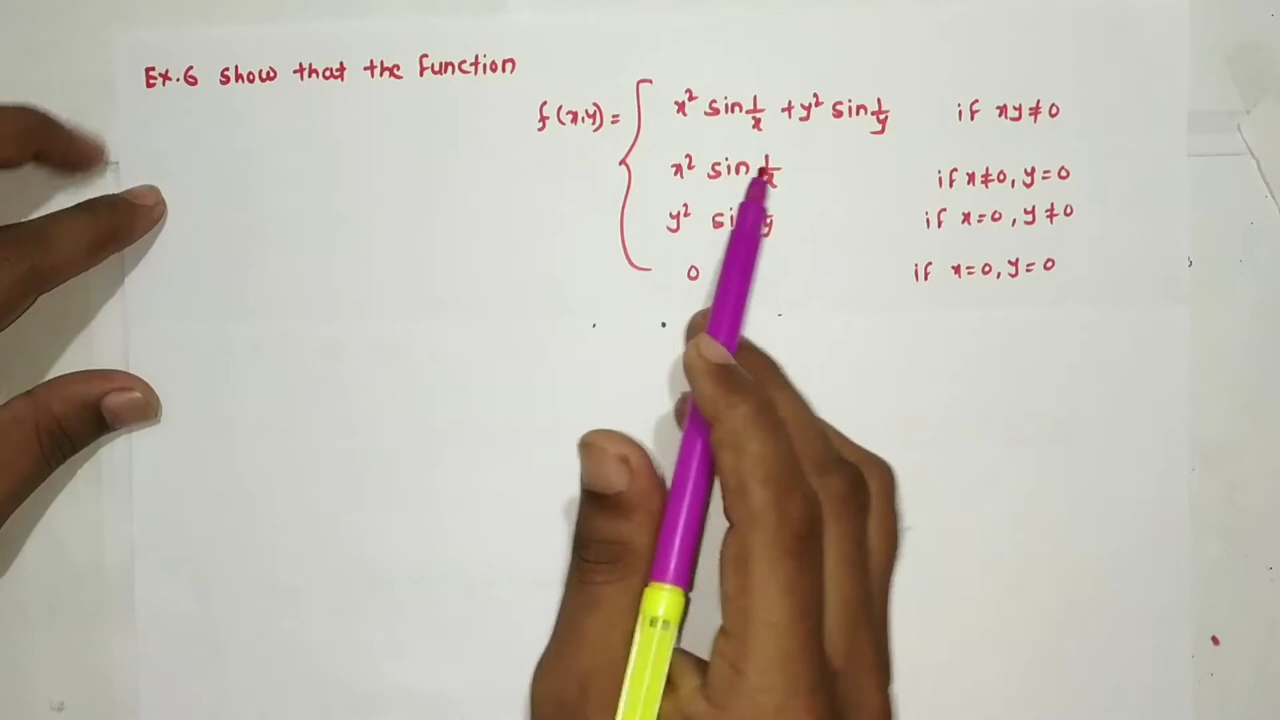 Ex.6 show that the function
f(x,y) = { x² sin 1/x + y² sin 1/y if xy≠0
x² sin 1/x if x≠0, y=0
y² if x=0, y≠0
0 if x=0, y=0